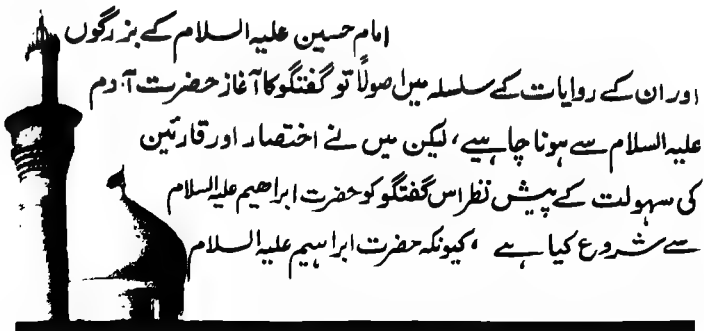 امام حسین علیہ السلام کے بزرگوں
اور ان کے روایات کے سلسلہ میں اصولاً تو گفتگو کا آغاز حضرت آدم
علیہ السلام سے ہونا چاہیے، لیکن میں نے اختصار اور قارئین
کی سہولت کے پیش نظر اس گفتگو کو حضرت ابراھیم علیہ السلام
سے شروع کیا ہے، کیونکہ حضرت ابراہیم علیہ السلام